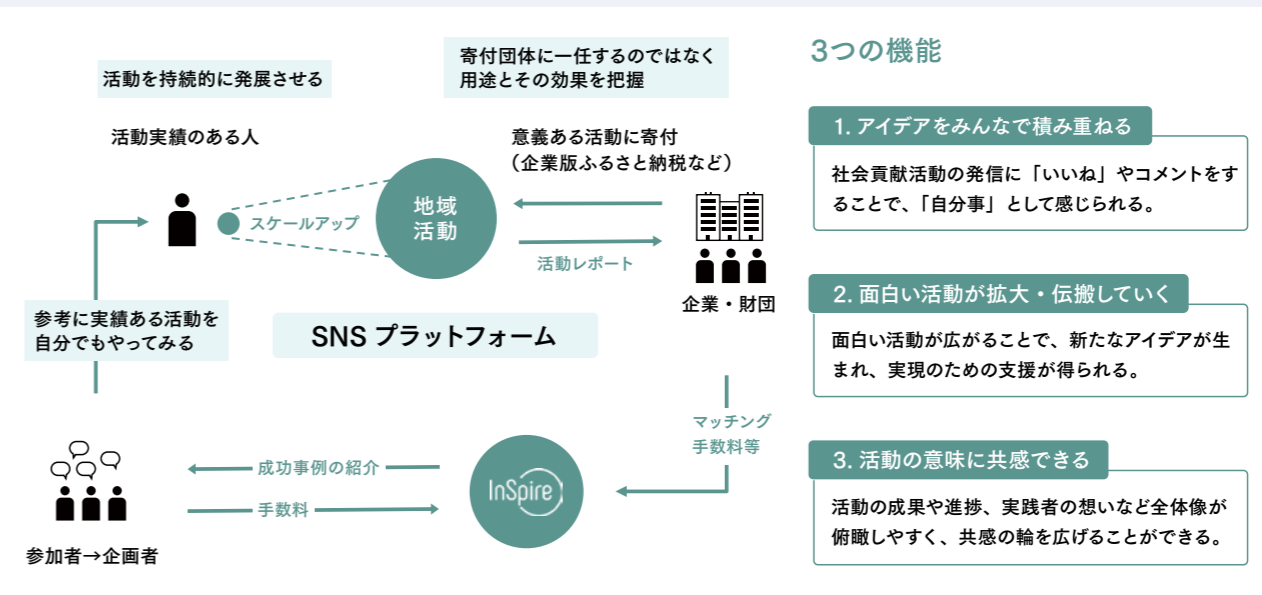 活動を持続的に発展させる
寄付団体に一任するのではなく
用途とその効果を把握
活動実績のある人
意義ある活動に寄付
（企業版ふるさと納税など）
スケールアップ
地域
活動
活動レポート
企業・財団
参考に実績ある活動を
自分でもやってみる
SNS プラットフォーム
マッチング
手数料等
成功事例の紹介
手数料
InSpire
参加者→企画者
3つの機能
1. アイデアをみんなで積み重ねる
社会貢献活動の発信に「いいね」やコメントをす
ることで、「自分事」として感じられる。
2. 面白い活動が拡大・伝搬していく
面白い活動が広がることで、新たなアイデアが生
まれ、実現のための支援が得られる。
3. 活動の意味に共感できる
活動の成果や進捗、実践者の想いなど全体像が
俯瞰しやすく、共感の輪を広げることができる。